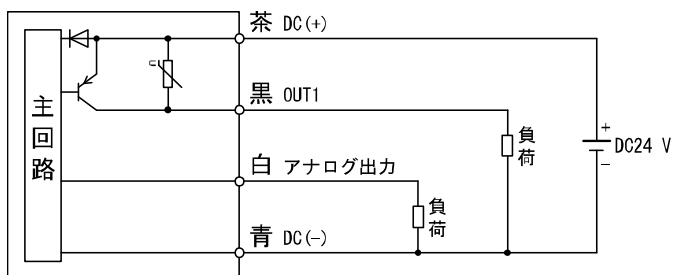 茶 DC(+)
u
黒 OUT1
主回路
負荷
+
DC24 V
-
白 アナログ出力
負荷
青 DC(-)